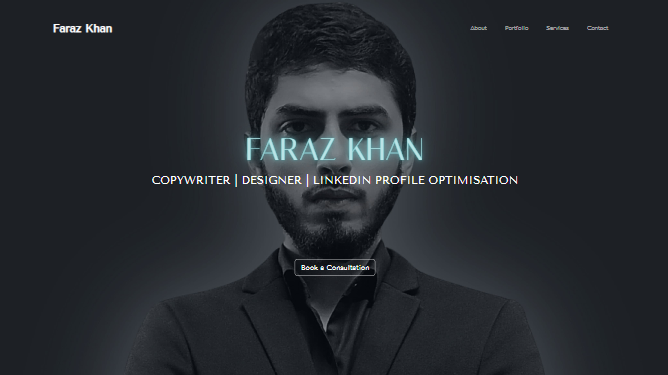 Faraz Khan
About Portfolio Services Contact
FARAZ KHAN
COPYWRITER | DESIGNER | LINKEDIN PROFILE OPTIMISATION
Book a Consultation